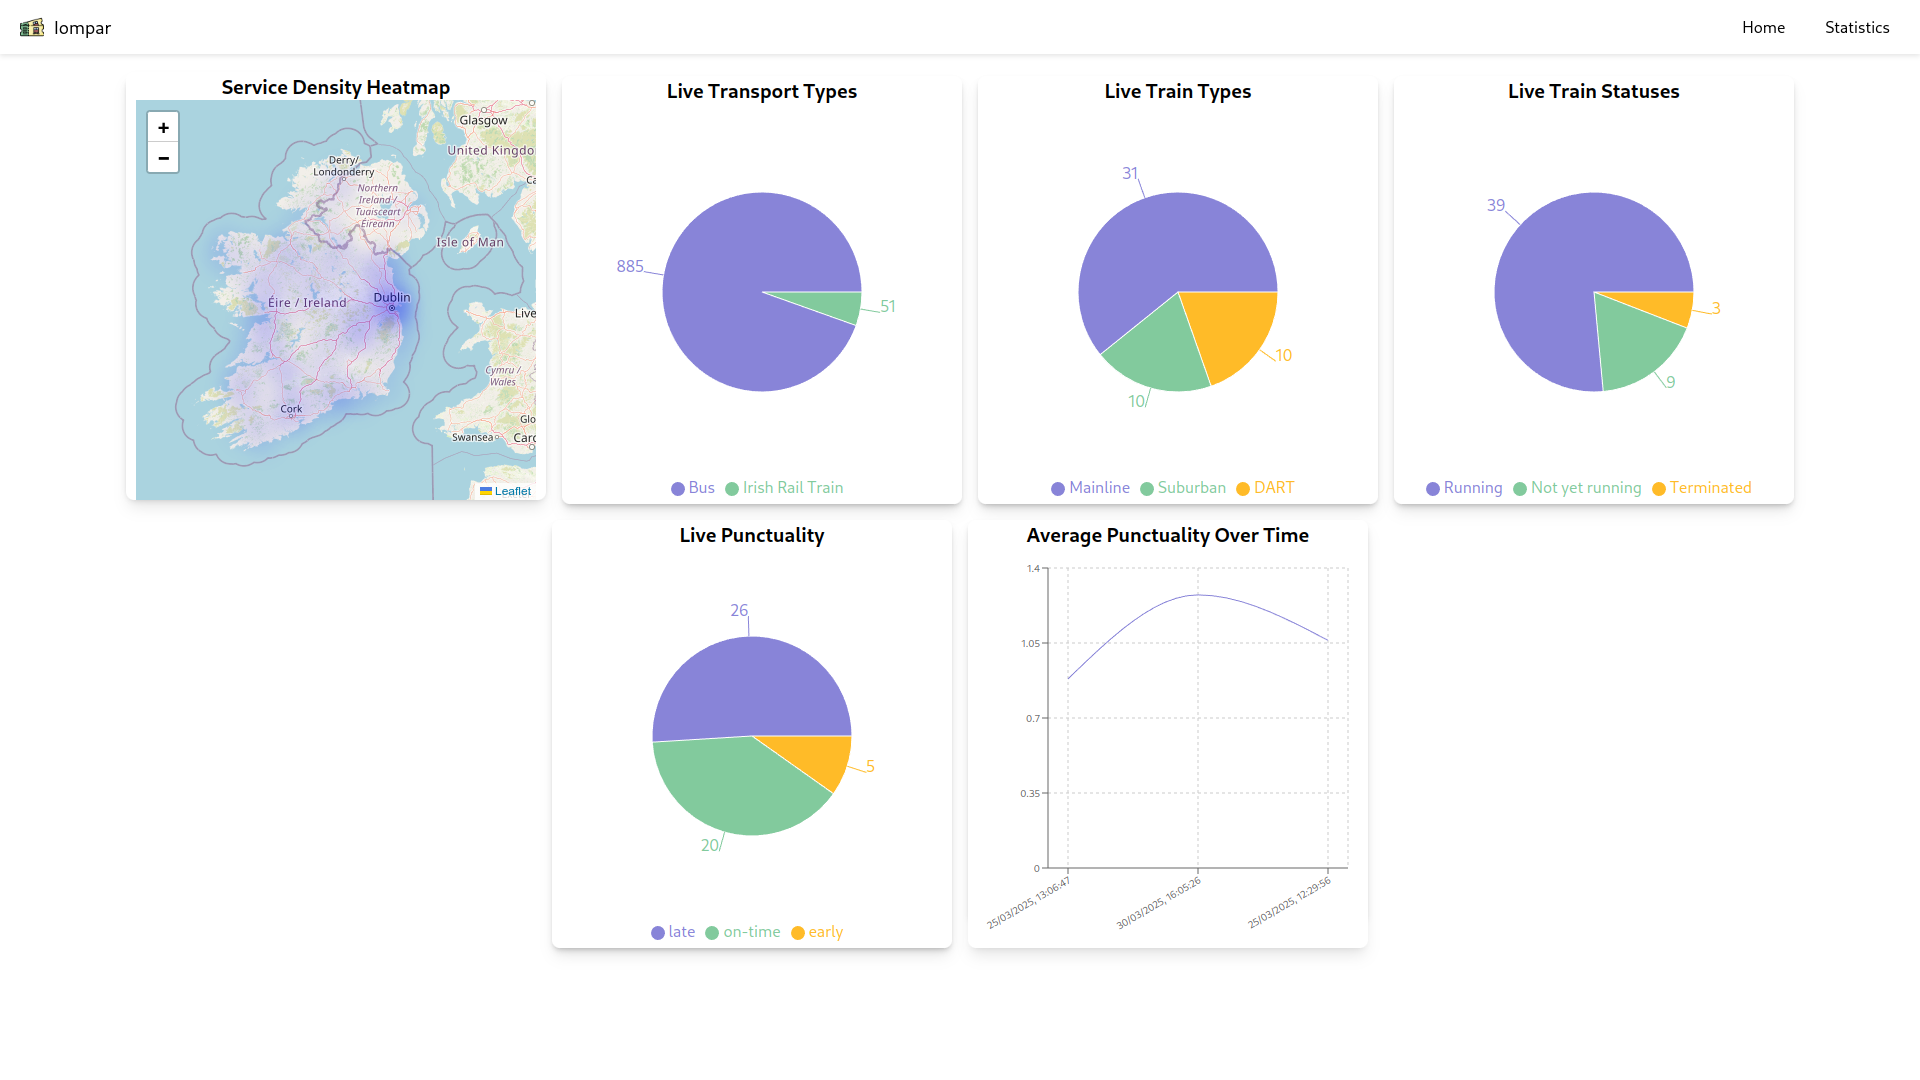 lompar
Home
Statistics
Service Density Heatmap
+
−
Glasgow
United Kingdo
Derry/
Londonderry
Ca
Northern
Ireland /
Tuaisceart
Éireann
Isle of Man
Dublin
Éire / Ireland
Live
Cymru /
Wales
Cork
Glo
Swansea
Card
Leaflet
Live Transport Types
885
51
Bus
Irish Rail Train
Live Train Types
31
10
10
Mainline
Suburban
DART
Live Train Statuses
39
3
9
Running
Not yet running
Terminated
Live Punctuality
26
5
20
late
on-time
early
Average Punctuality Over Time
1.4
1.05
0.7
0.35
0
25/03/2025, 13:06:47
30/03/2025, 16:05:26
25/03/2025, 12:29:56